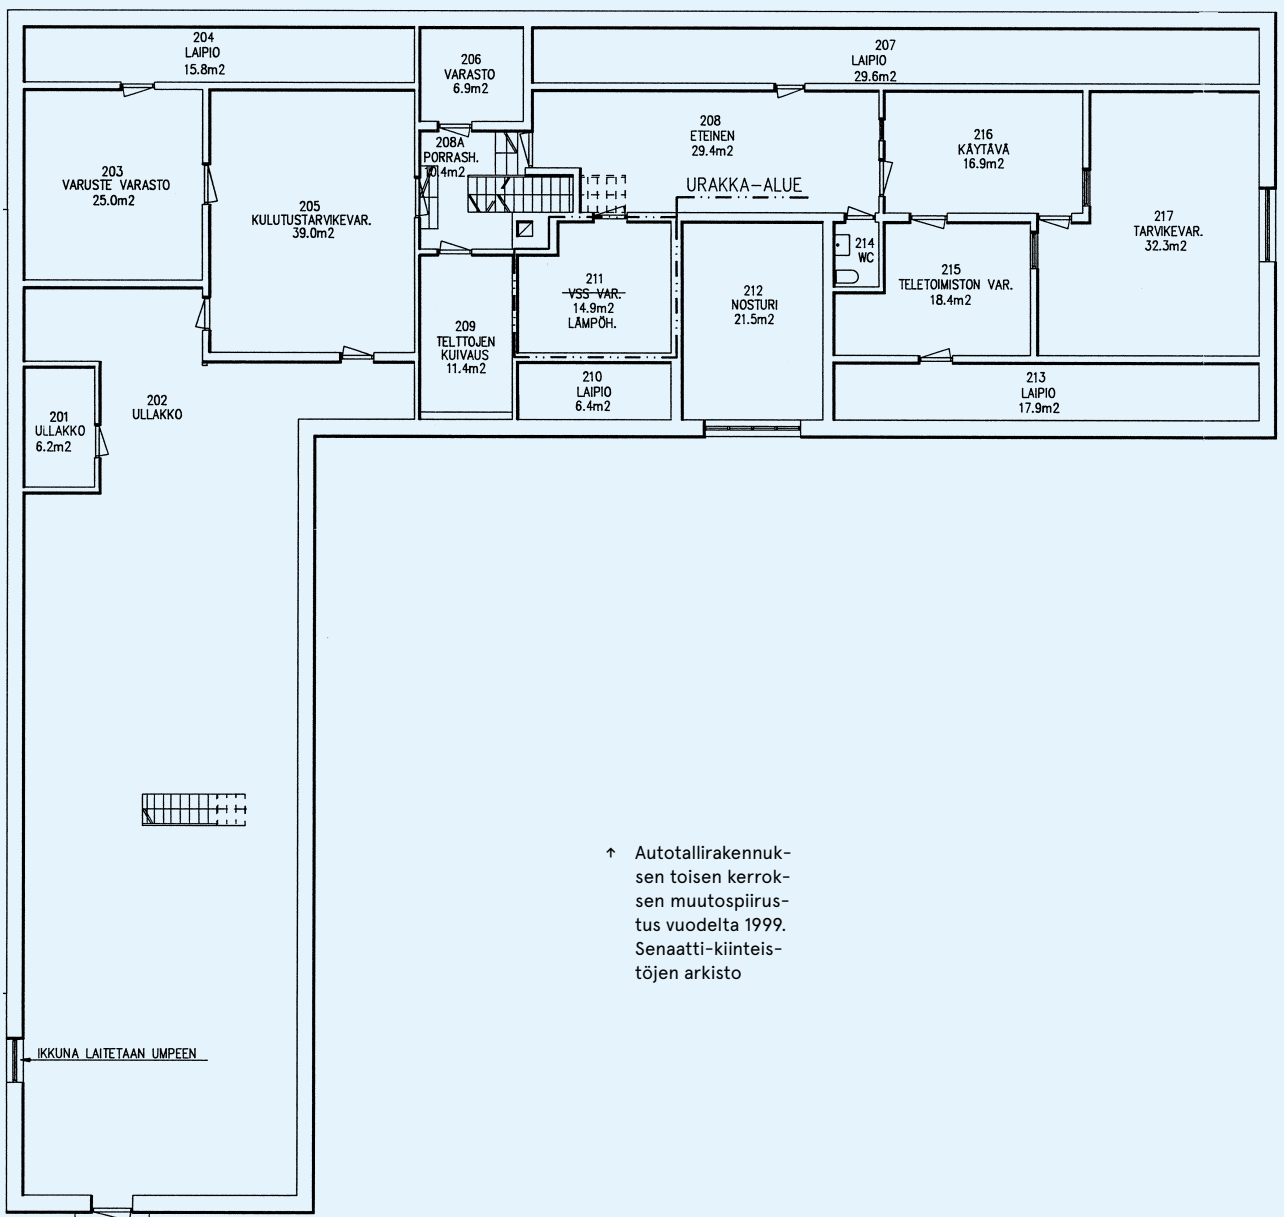 204
LAIPIO
15.8m2
206
VARASTO
6.9m2
207
LAIPIO
29.6m2
203
VARUSTE VARASTO
25.0m2
205
KULUTUSTARVIKEVAR.
39.0m2
208A
PORRASH.
10.4m2
208
ETEINEN
29.4m2
URAKKA-ALUE
216
KÄYTÄVÄ
16.9m2
217
TARVIKEVAR.
32.3m2
214
WC
215
TELETOIMISTON VAR.
18.4m2
211
VSS VAR.
14.9m2
LÄMPÖH.
212
NOSTURI
21.5m2
209
TELTTOJEN
KUIVAUS
11.4m2
210
LAIPIO
6.4m2
213
LAIPIO
17.9m2
201
ULLAKKO
6.2m2
202
ULLAKKO
IKKUNA LAITETAAN UMPEEN
↑ Autotallirakennuk-
sen toisen kerrok-
sen muutospiirus-
tus vuodelta 1999.
Senaatti-kiinteis-
töjen arkisto